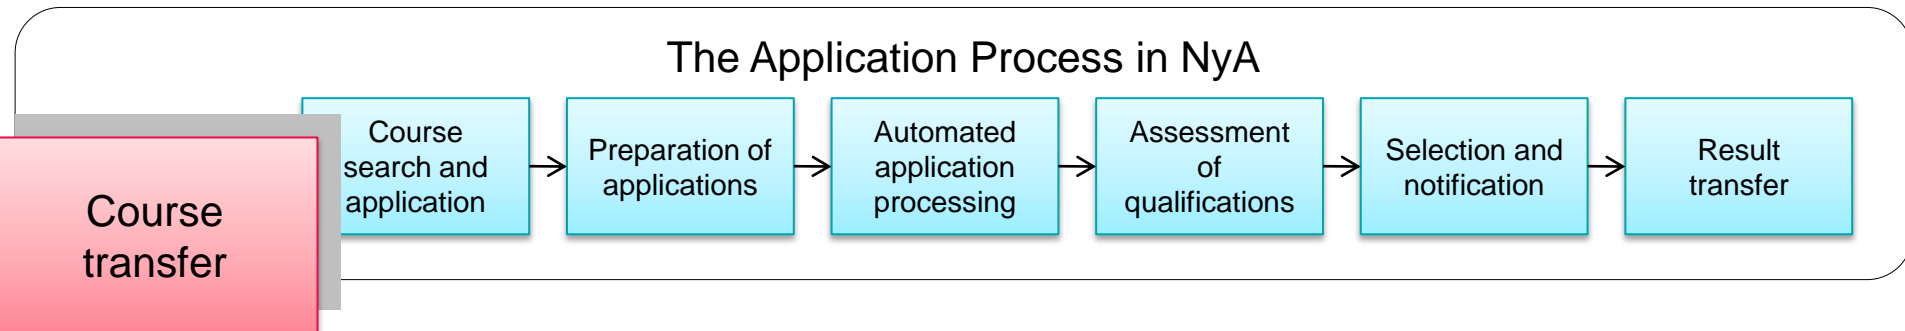 The Application Process in NyA
Course
transfer
Course
search and
application
Preparation of
applications
Automated
application
processing
Assessment
of
qualifications
Selection and
notification
Result
transfer